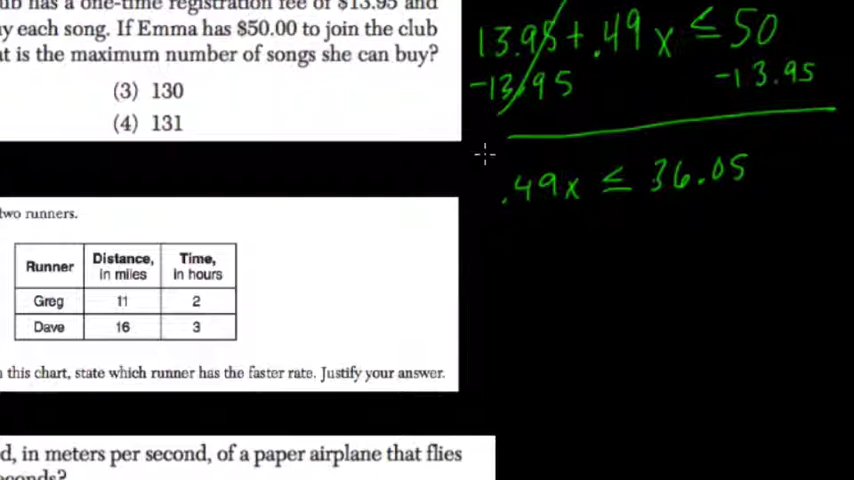 has a one-time registration fee of $13.95 and
each song. If Emma has $50.00 to join the club
is the maximum number of songs she can buy?
(3) 130
(4) 131
13.95 + .49x ≤ 50
-13.95 -13.95
.49x ≤ 36.05
two runners.
Runner Distance, in miles Time, in hours
Greg 11 2
Dave 16 3
this chart, state which runner has the faster rate. Justify your answer.
in meters per second, of a paper airplane that flies